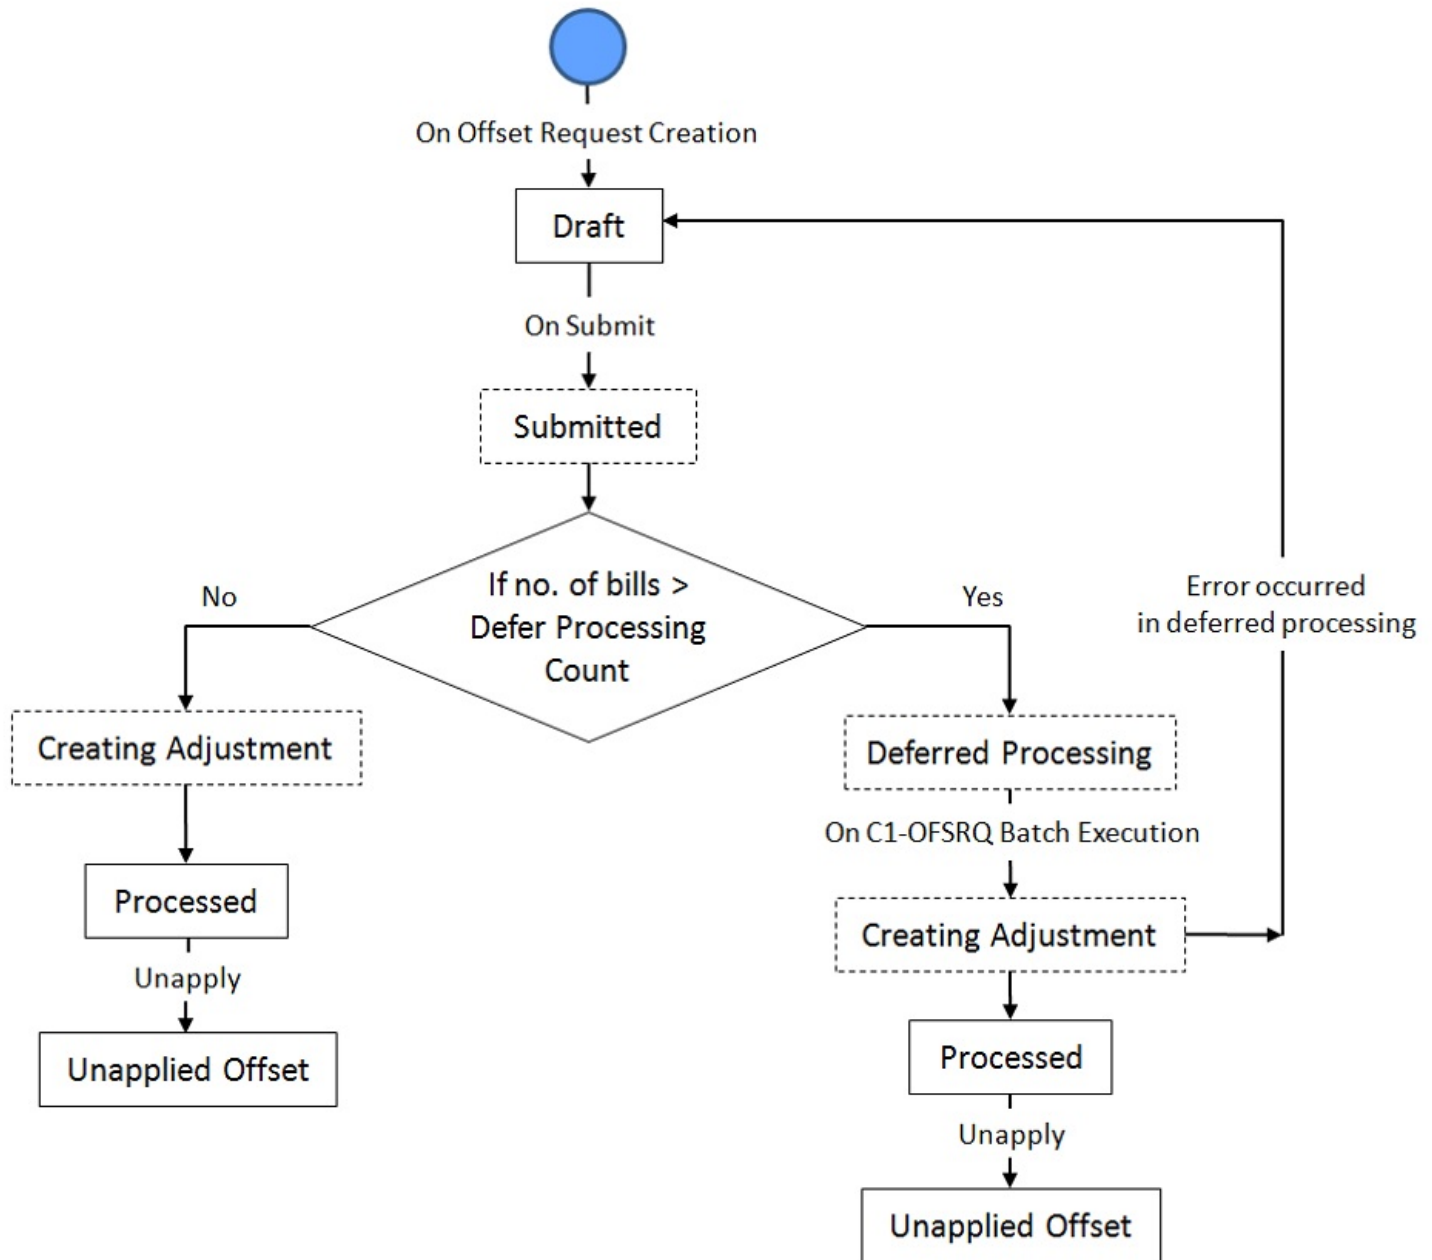 On Offset Request Creation
Draft
On Submit
Submitted
If no. of bills >
Defer Processing
Count
No
Yes
Error occurred
in deferred processing
Creating Adjustment
Processed
Unapply
Unapplied Offset
Deferred Processing
On C1-OFSRQ Batch Execution
Creating Adjustment
Processed
Unapply
Unapplied Offset